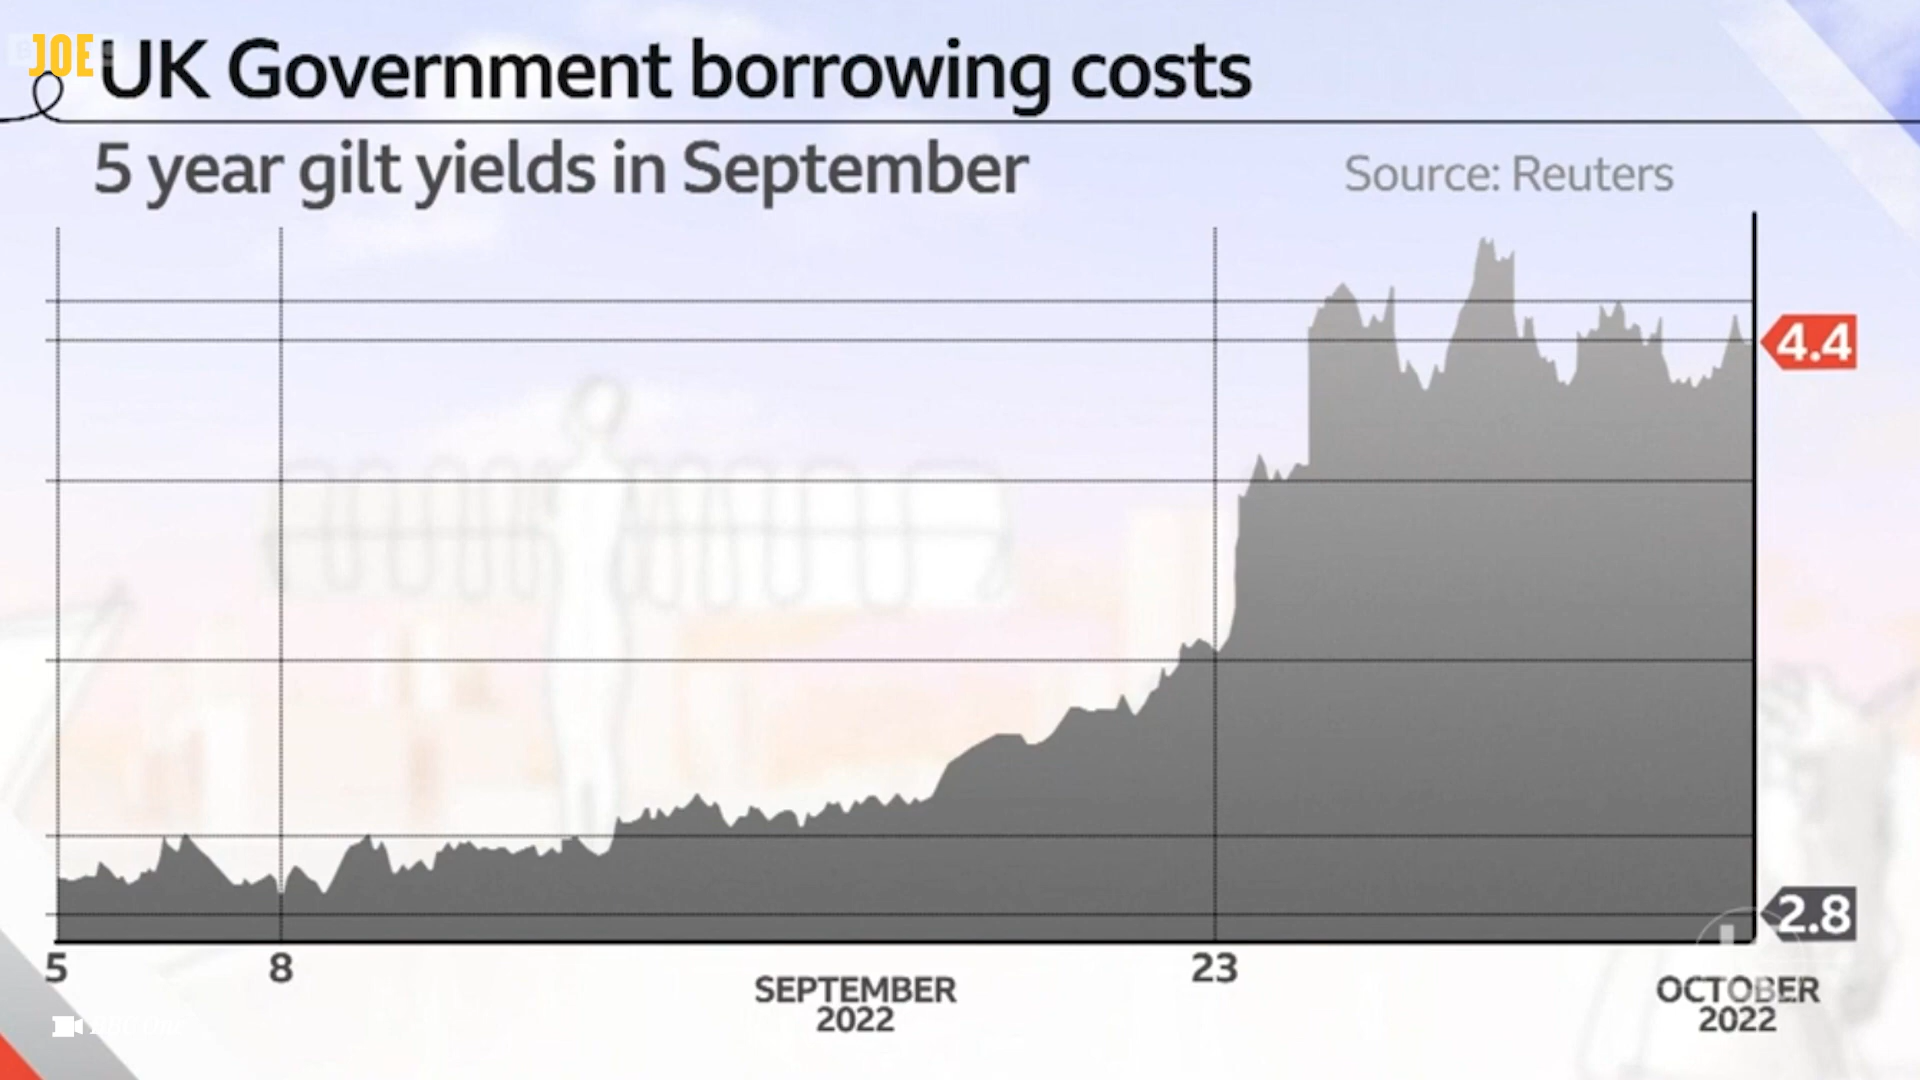 JOE
UK Government borrowing costs
5 year gilt yields in September
Source: Reuters
4.4
2.8
5
8
23
SEPTEMBER
2022
OCTOBER
2022